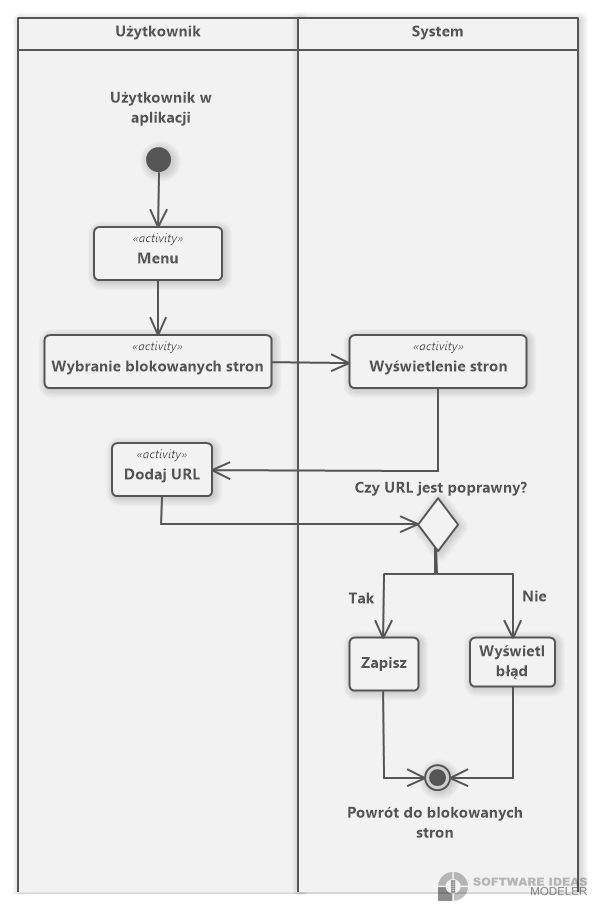 Użytkownik
System
Użytkownik w
aplikacji
«activity»
Menu
«activity»
Wybranie blokowanych stron
«activity»
Wyświetlenie stron
«activity»
Dodaj URL
Czy URL jest poprawny?
Tak
Nie
Zapisz
Wyświetl
błąd
Powrót do blokowanych
stron
SOFTWARE IDEAS
MODELER